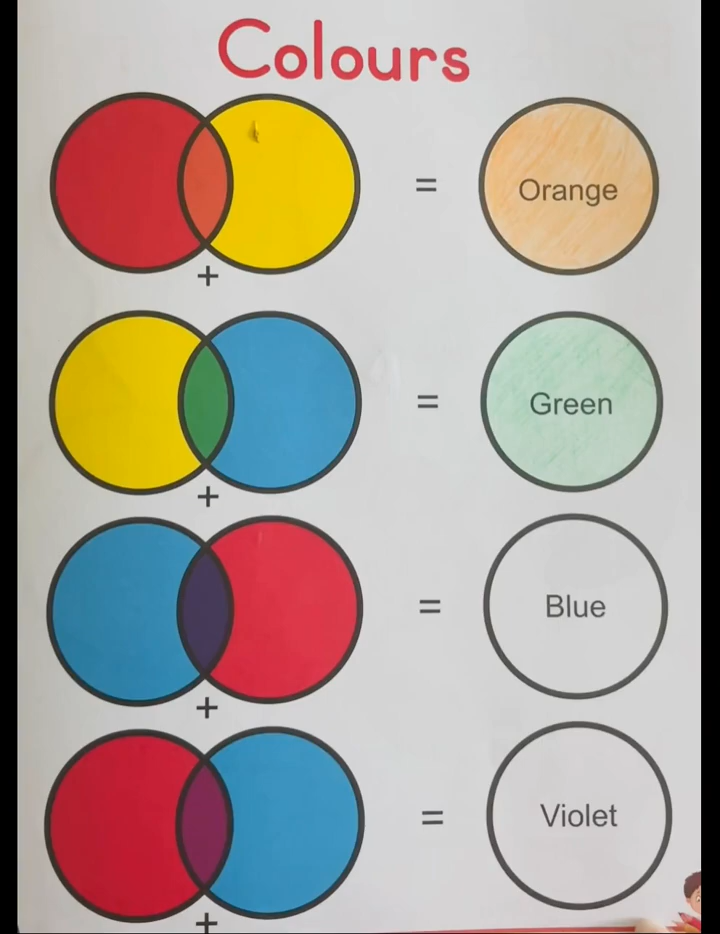 Colours
= Orange
+
= Green
+
= Blue
+
= Violet
+